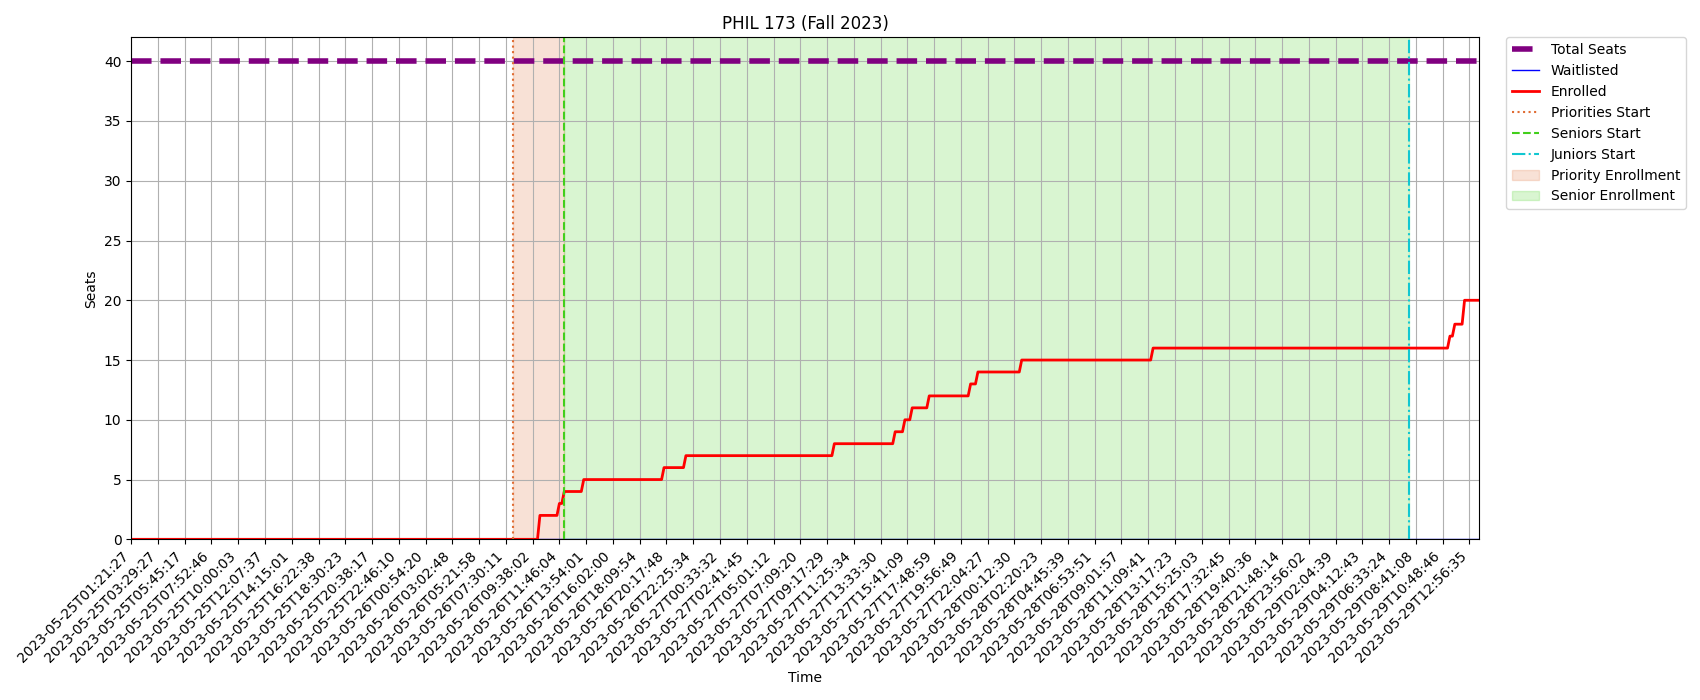 PHIL 173 (Fall 2023)
Total Seats
Waitlisted
Enrolled
Priorities Start
Seniors Start
Juniors Start
Priority Enrollment
Senior Enrollment
Seats
40
35
30
25
20
15
10
5
0
2023-05-25T01:21:27
2023-05-25T03:29:27
2023-05-25T05:45:17
2023-05-25T07:52:46
2023-05-25T10:00:03
2023-05-25T12:07:37
2023-05-25T14:15:01
2023-05-25T16:22:38
2023-05-25T18:30:23
2023-05-25T20:38:17
2023-05-25T22:46:10
2023-05-26T00:54:20
2023-05-26T03:02:48
2023-05-26T05:21:58
2023-05-26T07:30:11
2023-05-26T09:38:02
2023-05-26T11:46:04
2023-05-26T13:54:01
2023-05-26T16:02:00
2023-05-26T18:09:54
2023-05-26T20:17:48
2023-05-26T22:25:34
2023-05-27T00:33:32
2023-05-27T02:41:45
2023-05-27T05:01:12
2023-05-27T07:09:20
2023-05-27T09:17:29
2023-05-27T11:25:34
2023-05-27T13:33:30
2023-05-27T15:41:09
2023-05-27T17:48:59
2023-05-27T19:56:49
2023-05-27T22:04:27
2023-05-28T00:12:30
2023-05-28T02:20:23
2023-05-28T04:45:39
2023-05-28T06:53:51
2023-05-28T09:01:57
2023-05-28T11:09:41
2023-05-28T13:17:23
2023-05-28T15:25:03
2023-05-28T17:32:45
2023-05-28T19:40:36
2023-05-28T21:48:14
2023-05-28T23:56:02
2023-05-29T02:04:39
2023-05-29T04:12:43
2023-05-29T06:33:24
2023-05-29T08:41:08
2023-05-29T10:48:46
2023-05-29T12:56:35
Time